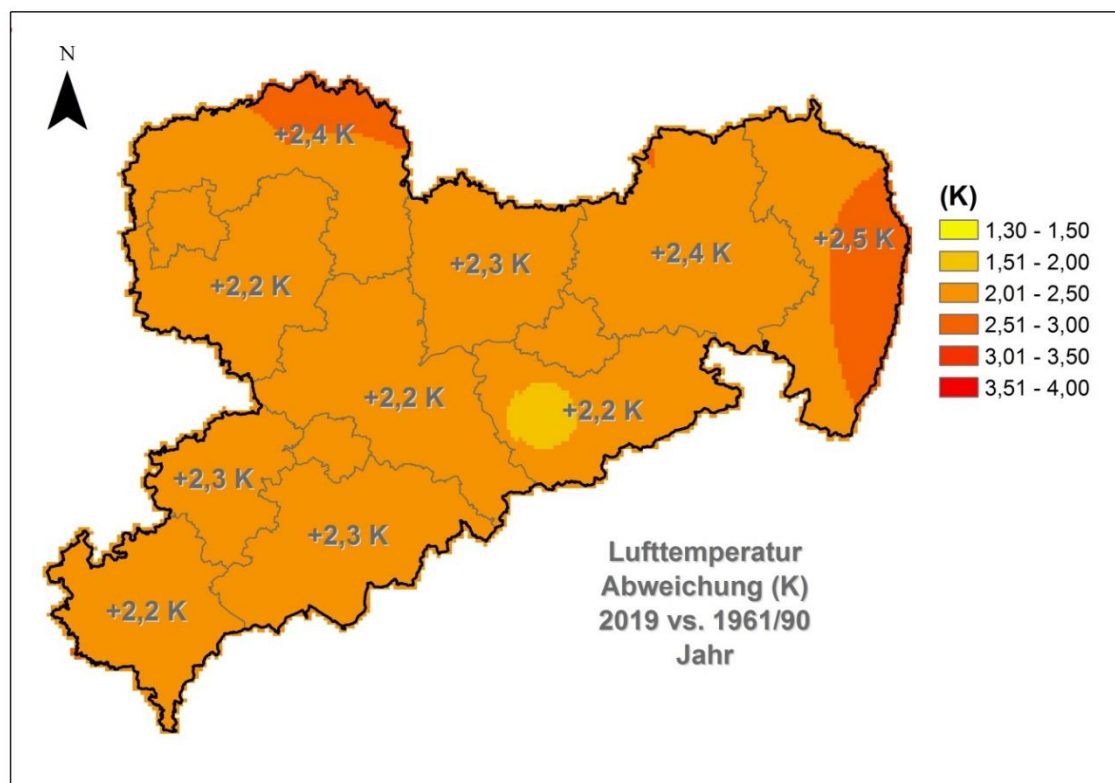 N
+2,4 K
+2,5 K
+2,3 K
+2,4 K
+2,2 K
+2,2 K
+2,2 K
+2,3 K
+2,3 K
+2,2 K
(K)
1,30 - 1,50
1,51 - 2,00
2,01 - 2,50
2,51 - 3,00
3,01 - 3,50
3,51 - 4,00
Lufttemperatur
Abweichung (K)
2019 vs. 1961/90
Jahr